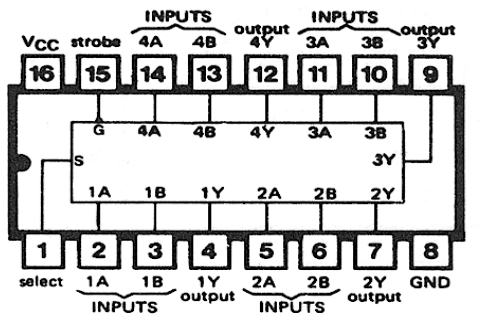 INPUTS INPUTS
VCC strobe 4A 4B output 4Y 3A 3B output 3Y
16 15 14 13 12 11 10 9
G 4A 4B 4Y 3A 3B
S 3Y
1A 1B 1Y 2A 2B 2Y
1 2 3 4 5 6 7 8
select 1A 1B 1Y output 2A 2B 2Y output GND
INPUTS INPUTS